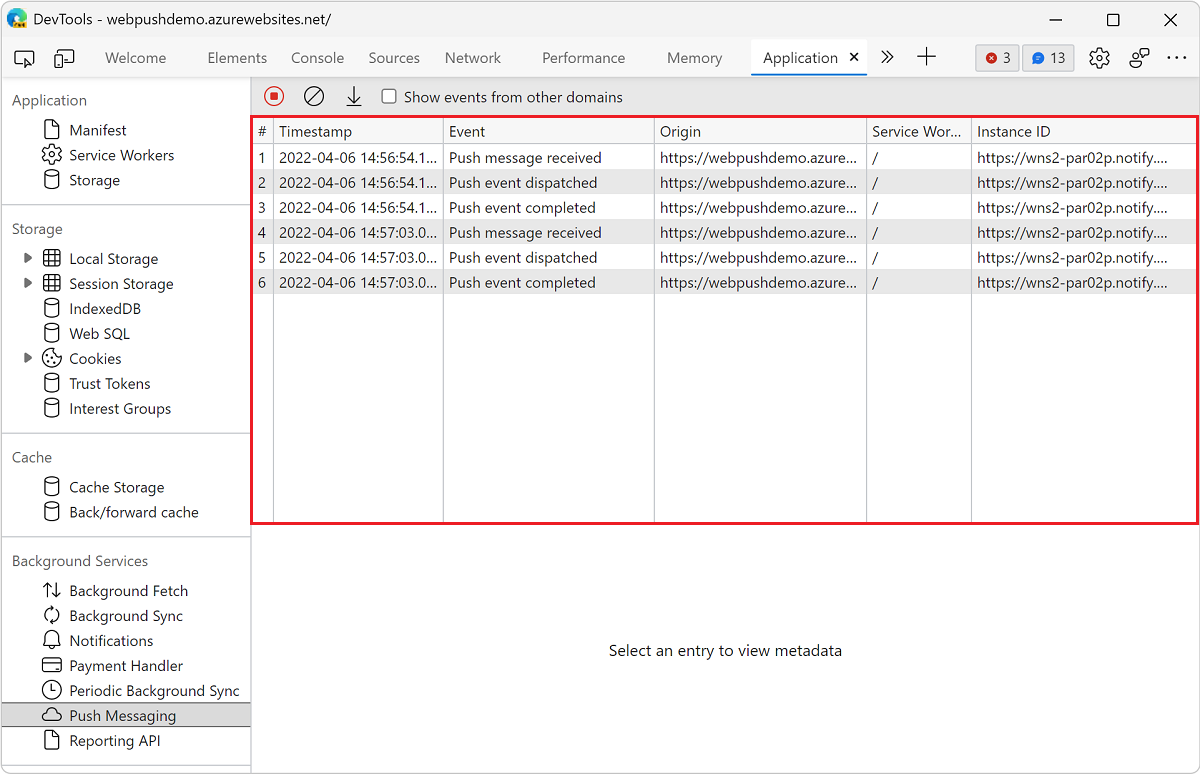 DevTools - webpushdemo.azurewebsites.net/
Welcome Elements Console Sources Network Performance Memory Application 3 13
Application
Manifest
Service Workers
Storage
Storage
Local Storage
Session Storage
IndexedDB
Web SQL
Cookies
Trust Tokens
Interest Groups
Cache
Cache Storage
Back/forward cache
Background Services
Background Fetch
Background Sync
Notifications
Payment Handler
Periodic Background Sync
Push Messaging
Reporting API
Show events from other domains
# Timestamp Event Origin Service Wor... Instance ID
1 2022-04-06 14:56:54.1... Push message received https://webpushdemo.azure... / https://wns2-par02p.notify....
2 2022-04-06 14:56:54.1... Push event dispatched https://webpushdemo.azure... / https://wns2-par02p.notify....
3 2022-04-06 14:56:54.1... Push event completed https://webpushdemo.azure... / https://wns2-par02p.notify....
4 2022-04-06 14:57:03.0... Push message received https://webpushdemo.azure... / https://wns2-par02p.notify....
5 2022-04-06 14:57:03.0... Push event dispatched https://webpushdemo.azure... / https://wns2-par02p.notify....
6 2022-04-06 14:57:03.0... Push event completed https://webpushdemo.azure... / https://wns2-par02p.notify....
Select an entry to view metadata